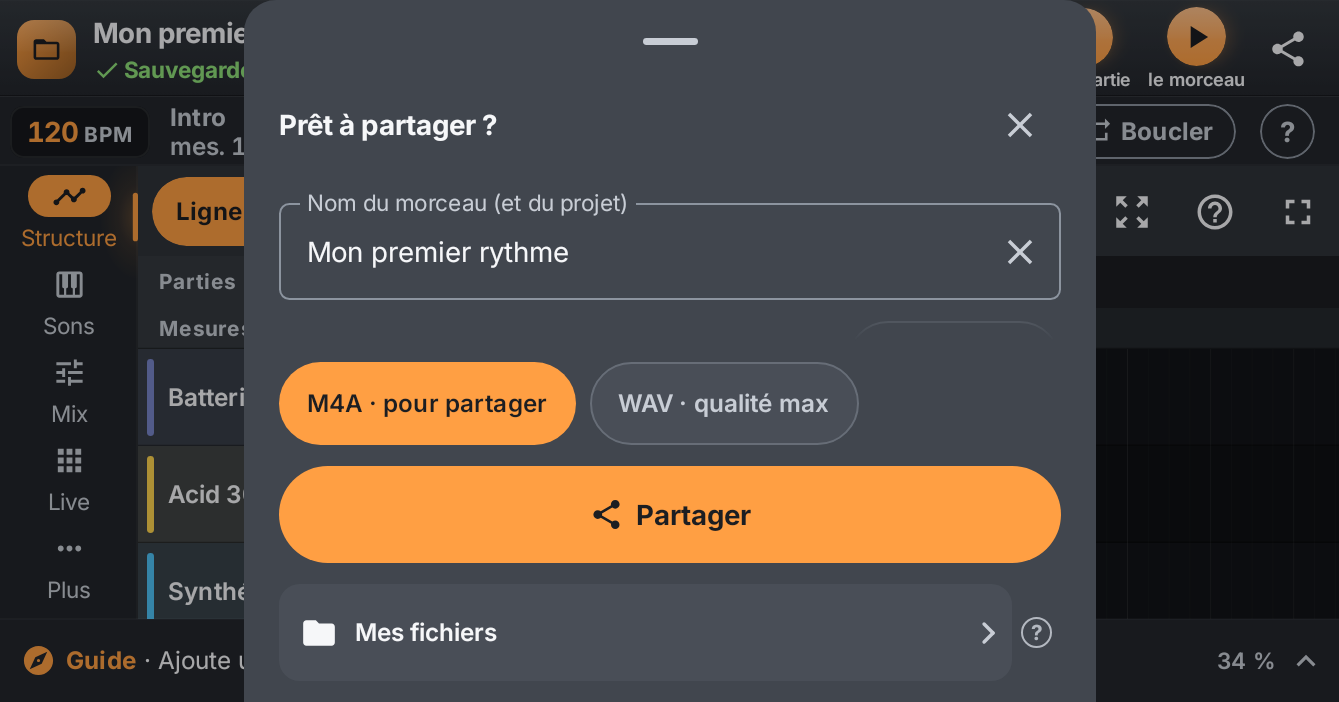 Mon premie
Sauvegardé
artie
le morceau
120 BPM
Intro
mes. 1
Boucler
?
Structure
Sons
Mix
Live
Plus
Ligne
Parties
Mesures
Batteri
Acid 30
Synthé
Prêt à partager ?
Nom du morceau (et du projet)
Mon premier rythme
M4A · pour partager
WAV · qualité max
Partager
Mes fichiers
?
Guide · Ajoute u
34 %